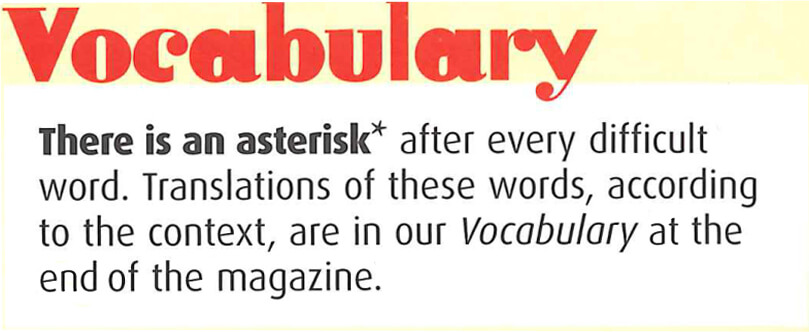 Vocabulary
There is an asterisk* after every difficult
word. Translations of these words, according
to the context, are in our Vocabulary at the
end of the magazine.